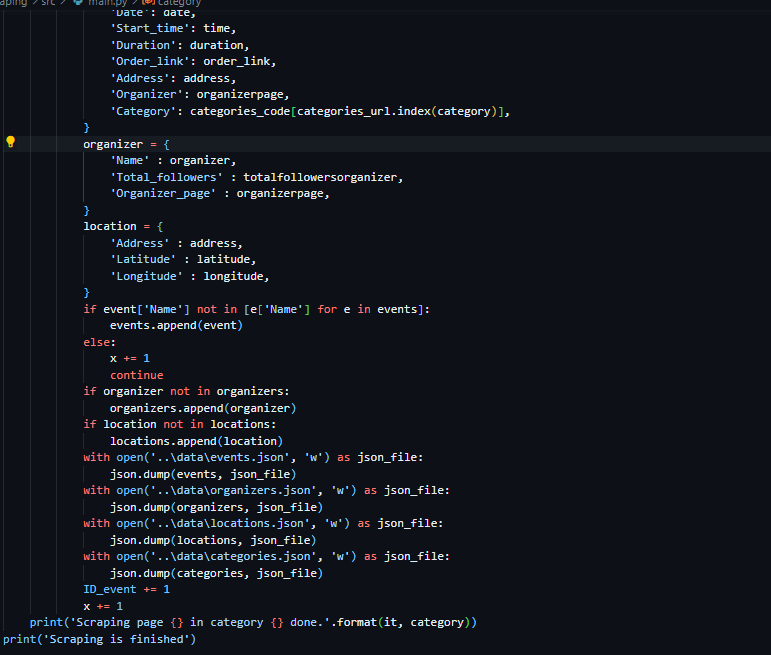 aping > src > main.py > category
'Date': date,
'Start_time': time,
'Duration': duration,
'Order_link': order_link,
'Address': address,
'Organizer': organizerpage,
'Category': categories_code[categories_url.index(category)],
}
organizer = {
'Name' : organizer,
'Total_followers' : totalfollowersorganizer,
'Organizer_page' : organizerpage,
}
location = {
'Address' : address,
'Latitude' : latitude,
'Longitude' : longitude,
}
if event['Name'] not in [e['Name'] for e in events]:
events.append(event)
else:
x += 1
continue
if organizer not in organizers:
organizers.append(organizer)
if location not in locations:
locations.append(location)
with open('..\data\events.json', 'w') as json_file:
json.dump(events, json_file)
with open('..\data\organizers.json', 'w') as json_file:
json.dump(organizers, json_file)
with open('..\data\locations.json', 'w') as json_file:
json.dump(locations, json_file)
with open('..\data\categories.json', 'w') as json_file:
json.dump(categories, json_file)
ID_event += 1
x += 1
print('Scraping page {} in category {} done.'.format(it, category))
print('Scraping is finished')